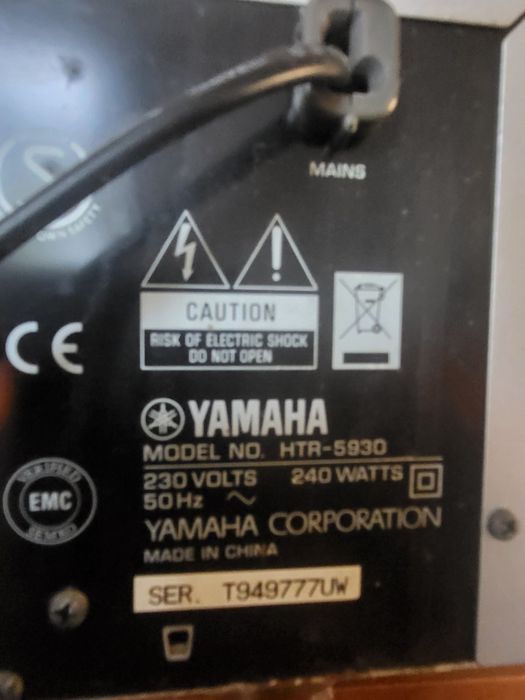 MAINS
CAUTION
RISK OF ELECTRIC SHOCK
DO NOT OPEN
CE
YAMAHA
MODEL NO. HTR-5930
230 VOLTS 240 WATTS
50Hz ~
EMC
YAMAHA CORPORATION
MADE IN CHINA
SER. T949777UW